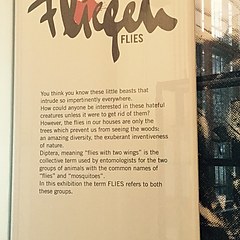 Fliegen
FLIES
You think you know these little beasts that
intrude so impertinently everywhere.
How could anyone be interested in these hateful
creatures unless it were to get rid of them?
However, the flies in our houses are only the
trees which prevent us from seeing the woods:
an amazing diversity, the exuberant inventiveness
of nature.
Diptera, meaning “flies with two wings” is the
collective term used by entomologists for the two
groups of animals with the common names of
“flies” and “mosquitoes”.
In this exhibition the term FLIES refers to both
these groups.